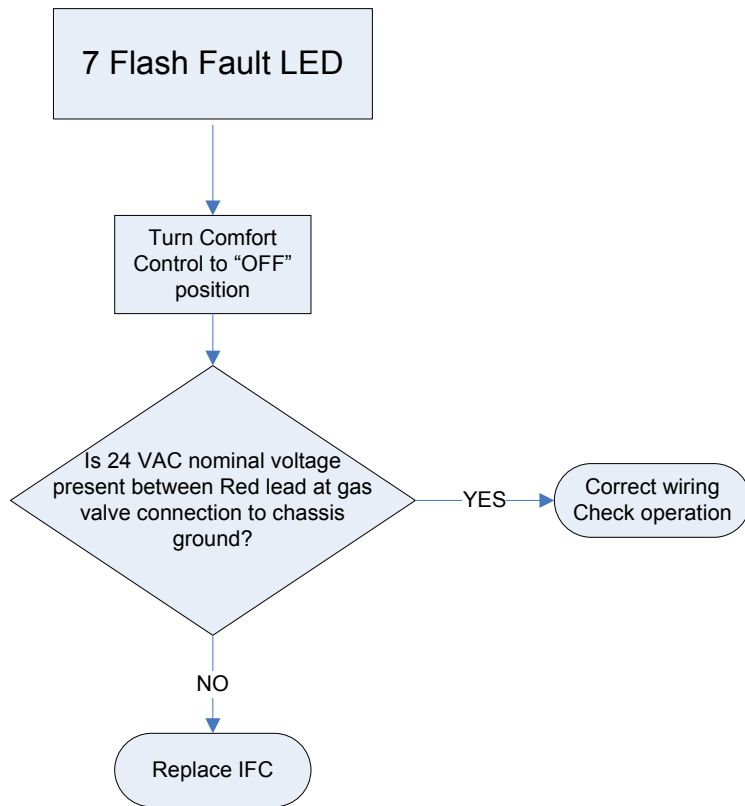 7 Flash Fault LED
Turn Comfort
Control to “OFF”
position
Is 24 VAC nominal voltage
present between Red lead at gas
valve connection to chassis
ground?
YES
Correct wiring
Check operation
NO
Replace IFC